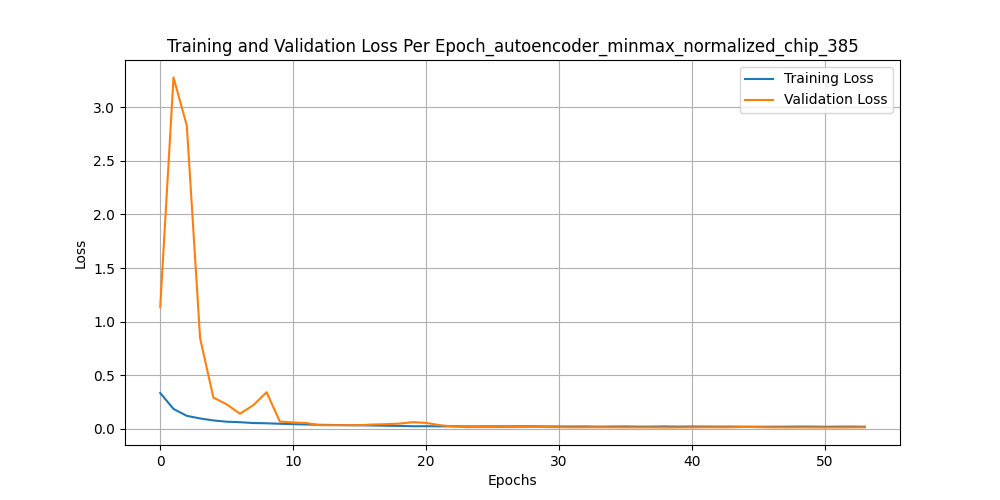 Training and Validation Loss Per Epoch_autoencoder_minmax_normalized_chip_385
Training Loss
Validation Loss
3.0
2.5
2.0
1.5
1.0
0.5
0.0
Loss
0 10 20 30 40 50
Epochs